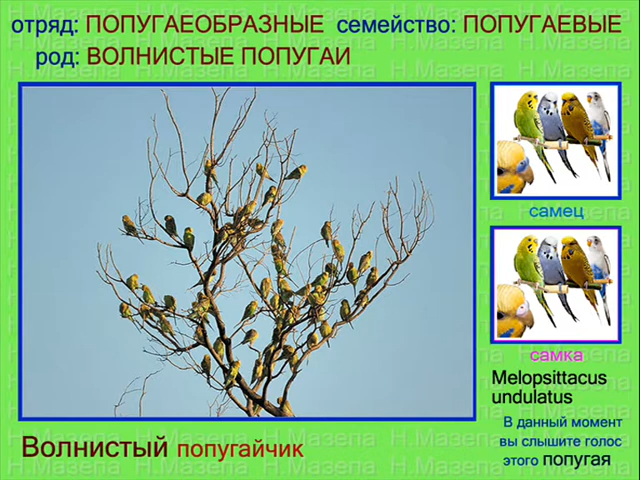 отряд: ПОПУГАЕОБРАЗНЫЕ семейство: ПОПУГАЕВЫЕ
род: ВОЛНИСТЫЕ ПОПУГАИ
самец
самка
Melopsittacus
undulatus
В данный момент
вы слышите голос
этого попугая
Волнистый попугайчик
Н.Мазепа